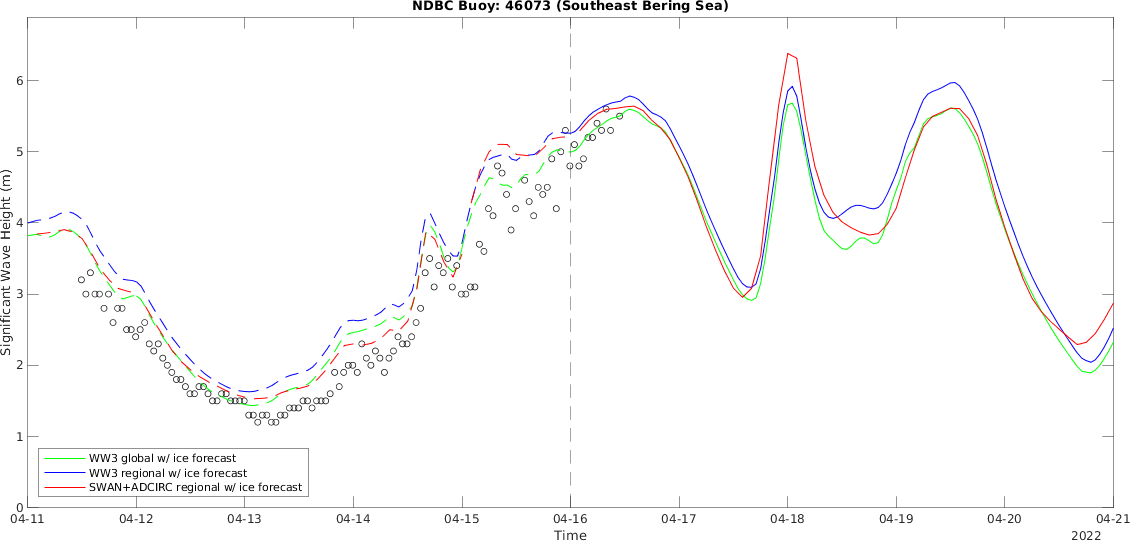 NDBC Buoy: 46073 (Southeast Bering Sea)
Significant Wave Height (m)
6
5
4
3
2
1
0
WW3 global w/ ice forecast
WW3 regional w/ ice forecast
SWAN+ADCIRC regional w/ ice forecast
04-11 04-12 04-13 04-14 04-15 04-16 04-17 04-18 04-19 04-20 04-21
Time
2022